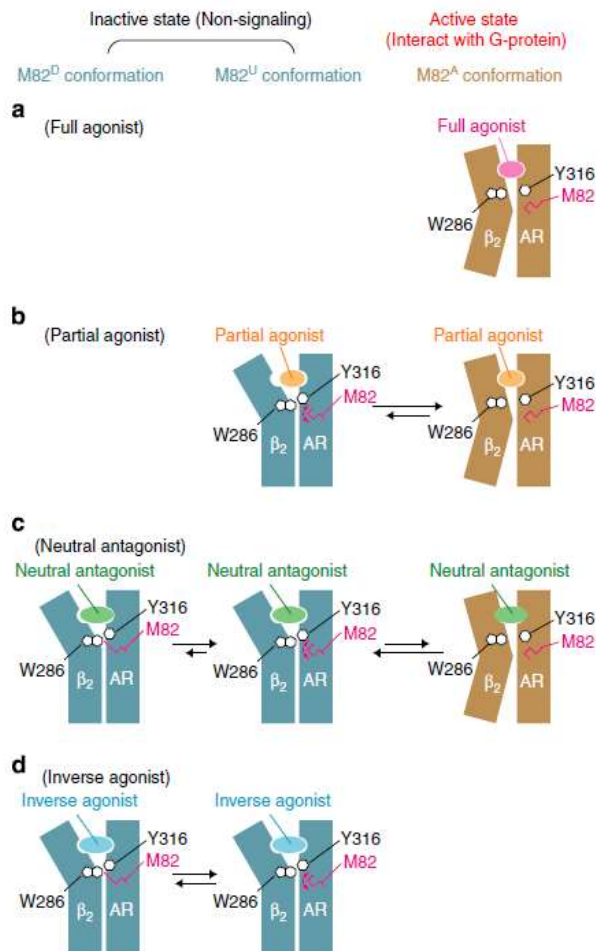 Inactive state (Non-signaling)
Active state
(Interact with G-protein)
M82ᴰ conformation
M82ᵁ conformation
M82ᴬ conformation
a
(Full agonist)
Full agonist
Y316
M82
W286
β₂
AR
b
(Partial agonist)
Partial agonist
Partial agonist
Y316
M82
W286
β₂
AR
Y316
M82
W286
β₂
AR
c
(Neutral antagonist)
Neutral antagonist
Neutral antagonist
Neutral antagonist
Y316
M82
W286
β₂
AR
Y316
M82
W286
β₂
AR
Y316
M82
W286
β₂
AR
d
(Inverse agonist)
Inverse agonist
Inverse agonist
Y316
M82
W286
β₂
AR
Y316
M82
W286
β₂
AR